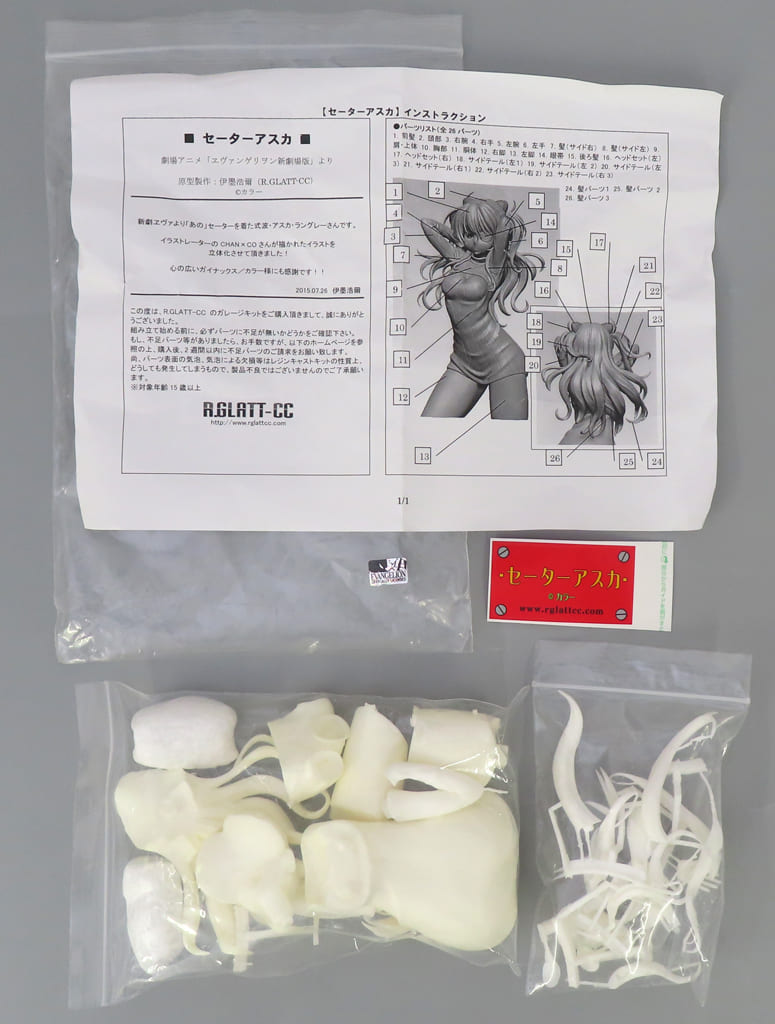 【セーターアスカ】インストラクション
■ セーターアスカ ■
劇場アニメ「ヱヴァンゲリヲン新劇場版」より
原型製作：伊墨浩爾（R.GLATT-CC）
©カラー
新劇ヱヴァより「あの」セーターを着た式波・アスカ・ラングレーさんです。
イラストレーターの CHAN×CO さんが描かれたイラストを
立体化させて頂きました！
心の広いガイナックス／カラー様にも感謝です！！
2015.07.26 伊墨浩爾
この度は、R.GLATT-CC のガレージキットをご購入頂きまして、誠にありがとうございました。
組み立て始める前に、必ずパーツに不足が無いかどうかをご確認下さい。
もし、不足パーツ等がありましたら、お手数ですが、以下のホームページを参照の上、購入後、2 週間以内に不足パーツのご請求をお願い致します。
尚、パーツ表面の気泡、気泡による欠損等はレジンキャストキットの性質上、どうしても発生してしまうもので、製品不良ではございませんのでご了承願います。
※対象年齢 15 歳以上
R.GLATT-CC
http://www.rglattcc.com
●パーツリスト（全 26 パーツ）
1. 前髪 2. 頭部 3. 右腕 4. 右手 5. 左腕 6. 左手 7. 髪（サイド右） 8. 髪（サイド左） 9. 肩・上体 10. 胸部 11. 胴体 12. 右脚 13. 左脚 14. 眼帯 15. 後ろ髪 16. ヘッドセット（左） 17. ヘッドセット（右） 18. サイドテール（左1） 19. サイドテール（左2） 20. サイドテール（左3） 21. サイドテール（右1） 22. サイドテール（右2） 23. サイドテール（右3）
24. 髪パーツ1 25. 髪パーツ 2
26. 髪パーツ 3
1
2
5
4
14
3
6
15
17
7
8
21
9
16
22
18
23
10
19
11
20
12
13
26
25
24
1/1
EVANGELION
・セーターアスカ・
© カラー
www.rglattcc.com